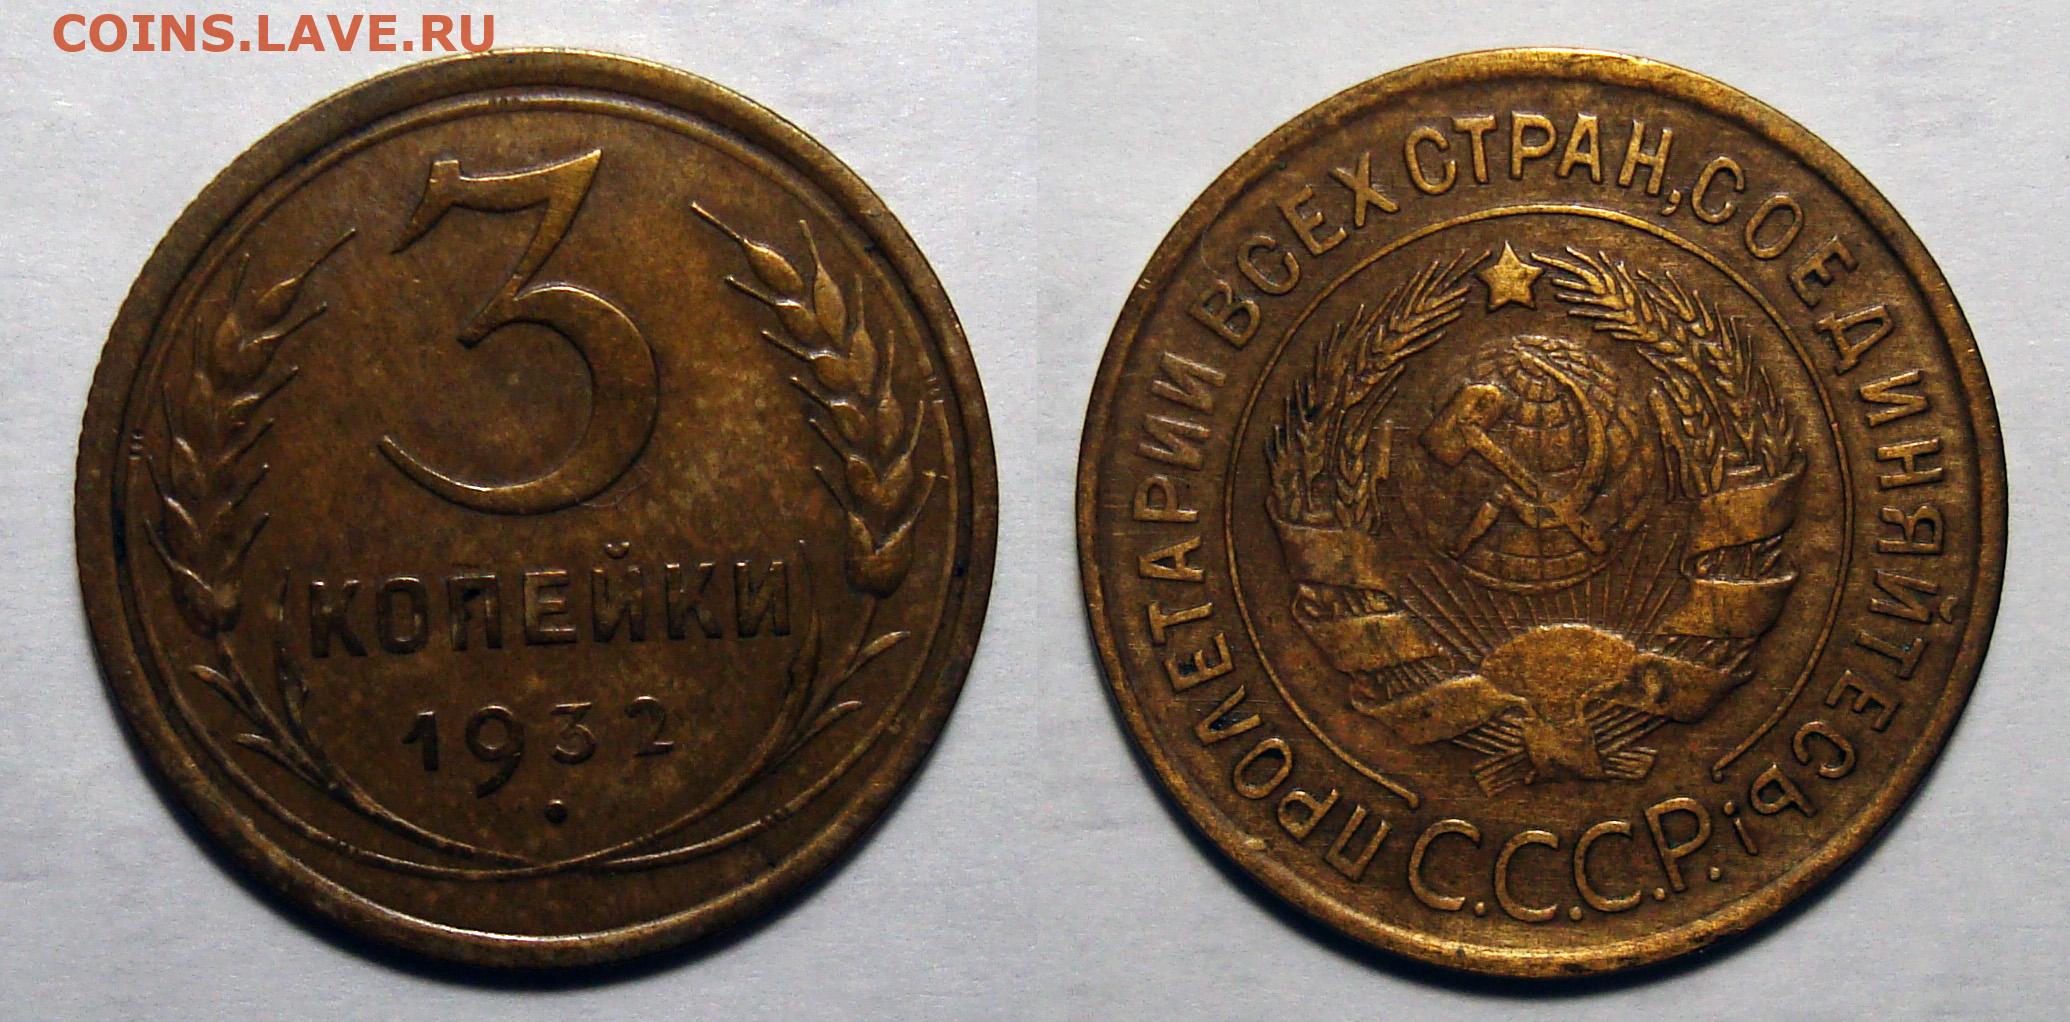 COINS.LAVE.RU
3
КОПЕЙКИ
1932
ПРОЛЕТАРИИ ВСЕХ СТРАН, СОЕДИНЯЙТЕСЬ!
С.С.С.Р.